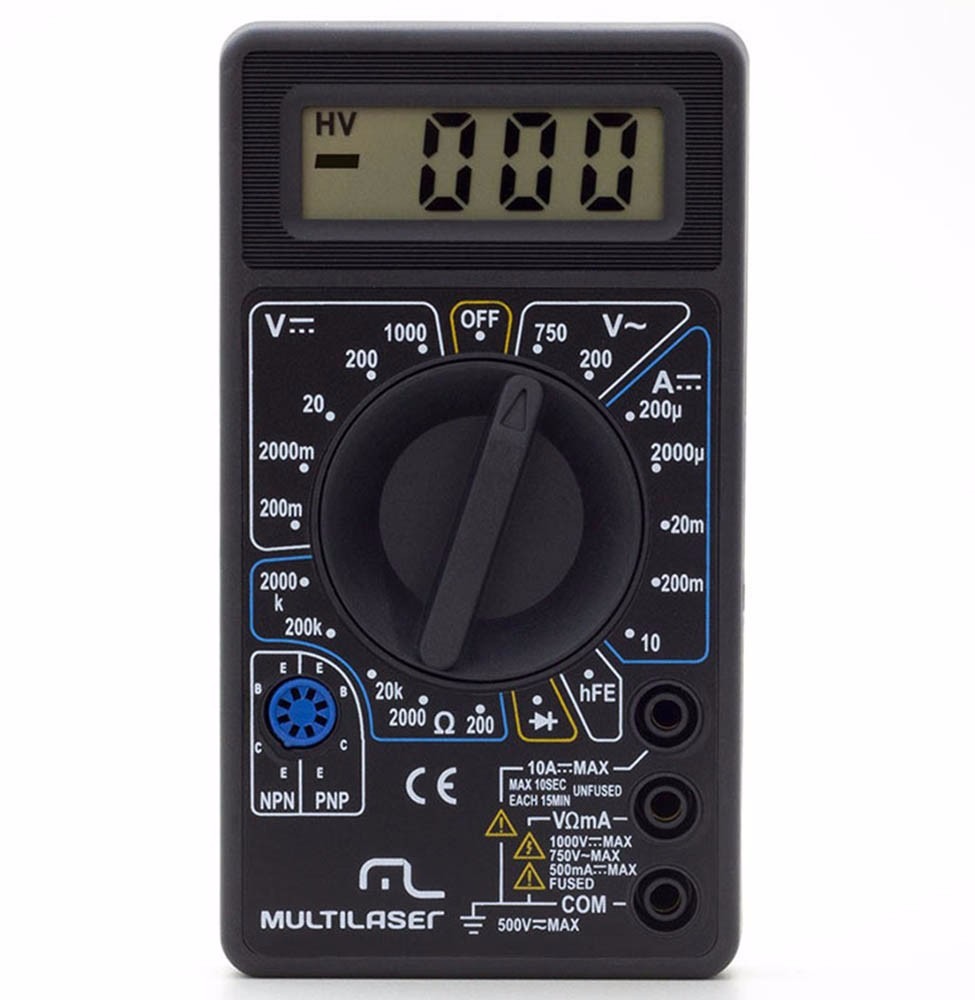 HV
- 000
V⎓ 1000 OFF 750 V~
200 200
A⎓
20 200µ
2000m 2000µ
200m 20m
2000 200m
k
200k 10
E E
B B
20k hFE
2000 Ω 200
C C
E E
NPN PNP
CE
10A⎓MAX
MAX 10SEC
EACH 15MIN
UNFUSED
VΩmA
1000V⎓MAX
750V~MAX
500mA⎓MAX
FUSED
COM
500V≂MAX
ML
MULTILASER